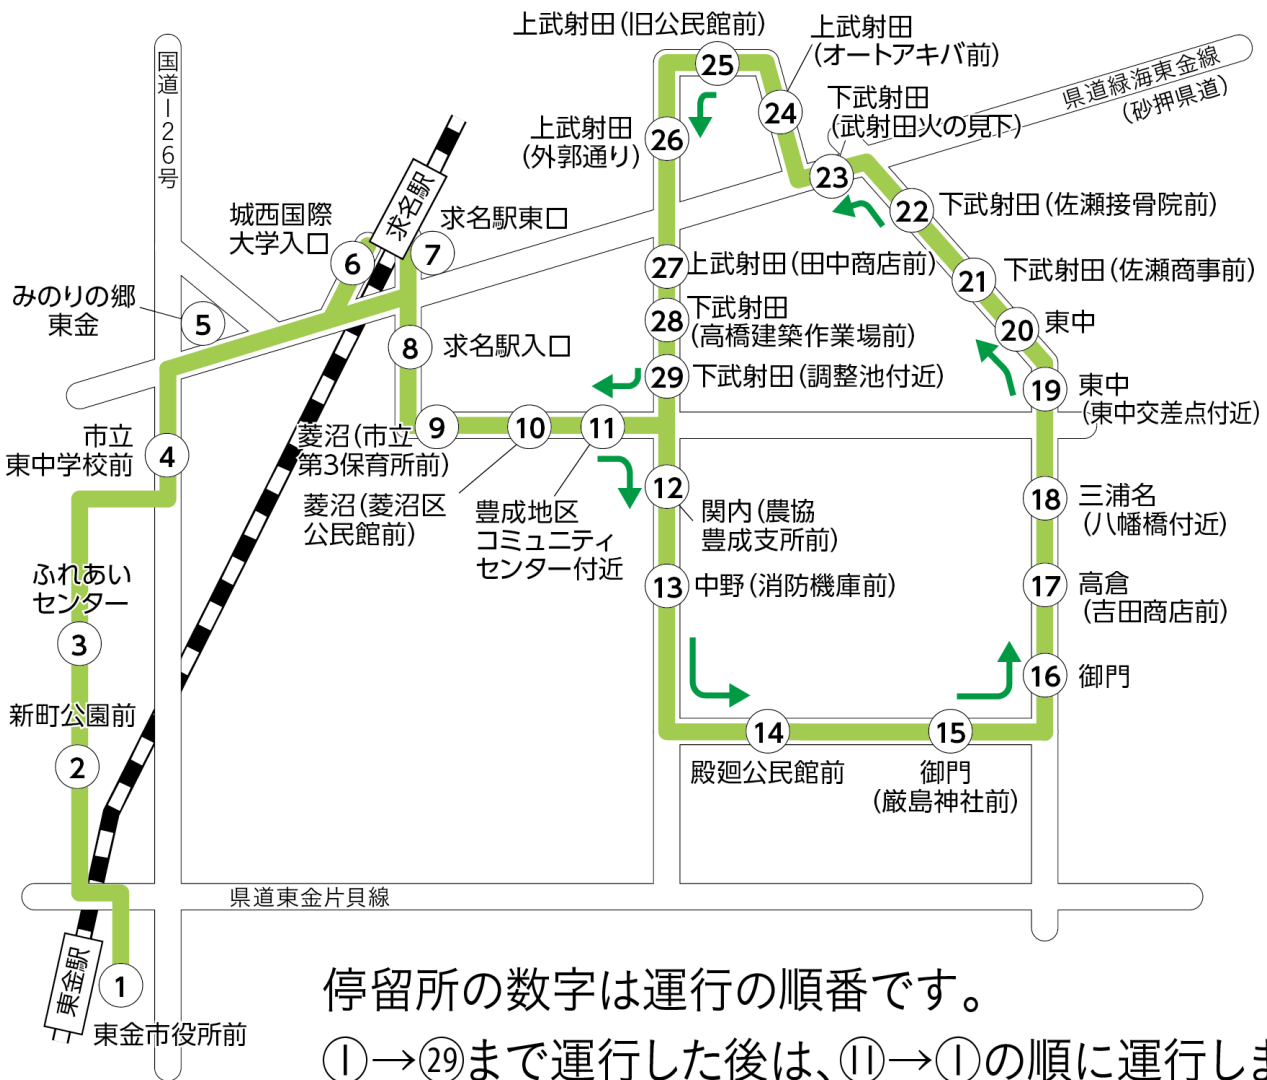 上武射田(旧公民館前)
25
上武射田
(オートアキバ前)
24
下武射田
(武射田火の見下)
23
県道緑海東金線
(砂押県道)
国道126号
上武射田
(外郭通り)
26
求名駅
城西国際
大学入口
6
求名駅東口
7
22
下武射田(佐瀬接骨院前)
27
上武射田(田中商店前)
21
下武射田(佐瀬商事前)
みのりの郷
東金
5
28
下武射田
(高橋建築作業場前)
20
東中
8
求名駅入口
29
下武射田(調整池付近)
19
東中
(東中交差点付近)
市立
東中学校前
4
菱沼(市立
第3保育所前)
9
10
11
菱沼(菱沼区
公民館前)
豊成地区
コミュニティ
センター付近
12
関内(農協
豊成支所前)
18
三浦名
(八幡橋付近)
ふれあい
センター
3
13
中野(消防機庫前)
17
高倉
(吉田商店前)
16
御門
新町公園前
2
14
殿廻公民館前
15
御門
(厳島神社前)
県道東金片貝線
東金駅
1
東金市役所前
停留所の数字は運行の順番です。
①→㉙まで運行した後は、⑪→①の順に運行しま